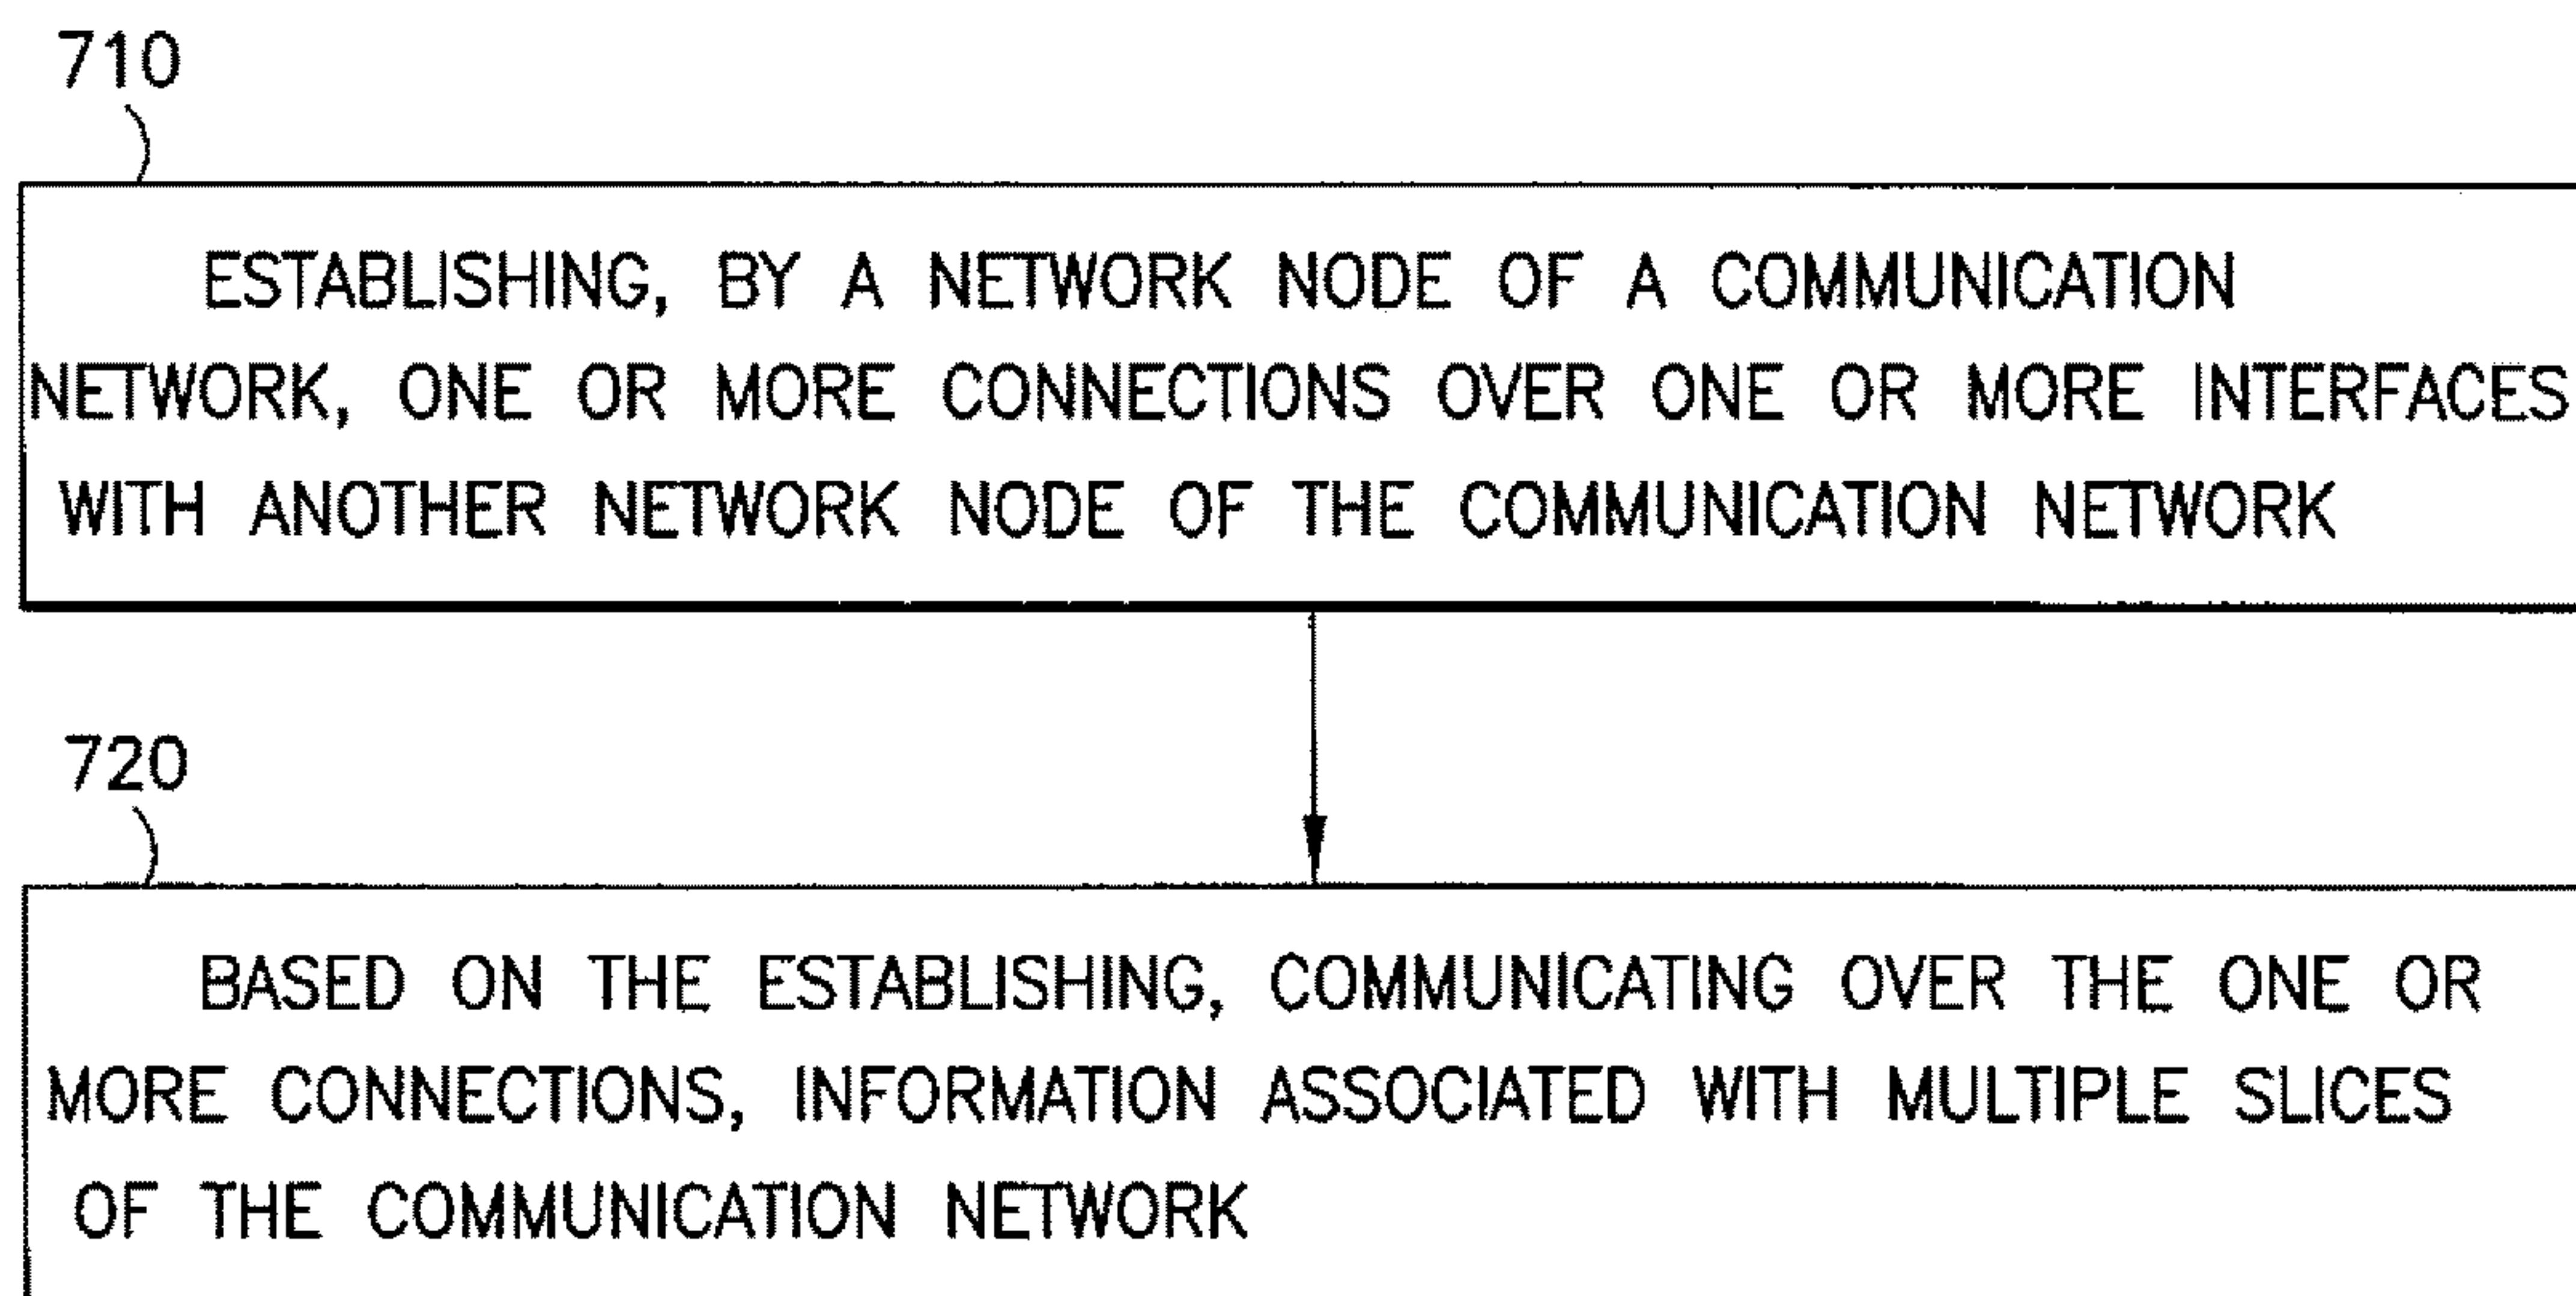 710
ESTABLISHING, BY A NETWORK NODE OF A COMMUNICATION
NETWORK, ONE OR MORE CONNECTIONS OVER ONE OR MORE INTERFACES
WITH ANOTHER NETWORK NODE OF THE COMMUNICATION NETWORK
720
BASED ON THE ESTABLISHING, COMMUNICATING OVER THE ONE OR
MORE CONNECTIONS, INFORMATION ASSOCIATED WITH MULTIPLE SLICES
OF THE COMMUNICATION NETWORK